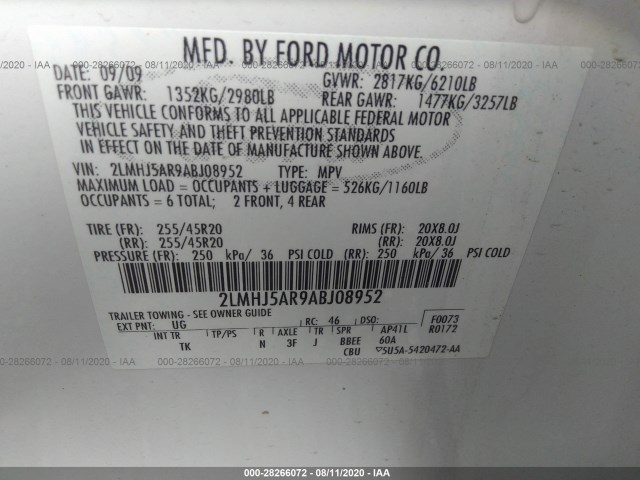 MFD. BY FORD MOTOR CO.
DATE: 09/09 GVWR: 2817KG/6210LB
FRONT GAWR: 1352KG/2980LB REAR GAWR: 1477KG/3257LB
THIS VEHICLE CONFORMS TO ALL APPLICABLE FEDERAL MOTOR
VEHICLE SAFETY AND THEFT PREVENTION STANDARDS
IN EFFECT ON THE DATE OF MANUFACTURE SHOWN ABOVE.
VIN: 2LMHJ5AR9ABJ08952 TYPE: MPV
MAXIMUM LOAD = OCCUPANTS + LUGGAGE = 526KG/1160LB
OCCUPANTS = 6 TOTAL; 2 FRONT, 4 REAR
TIRE (FR): 255/45R20 RIMS (FR): 20X8.0J
(RR): 255/45R20 (RR): 20X8.0J
PRESSURE (FR): 250 kPa/ 36 PSI COLD (RR): 250 kPa/ 36 PSI COLD
2LMHJ5AR9ABJ08952
TRAILER TOWING - SEE OWNER GUIDE F0073
EXT PNT: UG RC: 46 DSO: R0172
INT TR TP/PS R AXLE TR SPR AP41L
TK N 3F J BBEE 60A
CBU 5U5A-5420472-AA
000-28266072 - 08/11/2020 - IAA